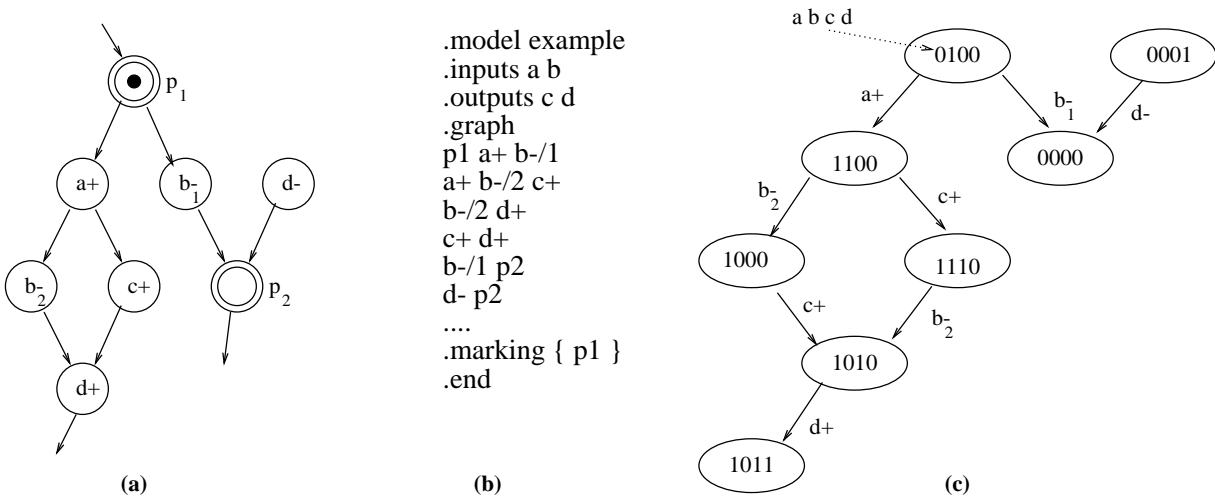 p1
a+
b-1
d-
b-2
c+
p2
d+
(a)
.model example
.inputs a b
.outputs c d
.graph
p1 a+ b-/1
a+ b-/2 c+
b-/2 d+
c+ d+
b-/1 p2
d- p2
....
.marking { p1 }
.end
(b)
a b c d
0100
0001
a+
b-1
d-
1100
0000
b-2
c+
1000
1110
c+
b-2
1010
d+
1011
(c)